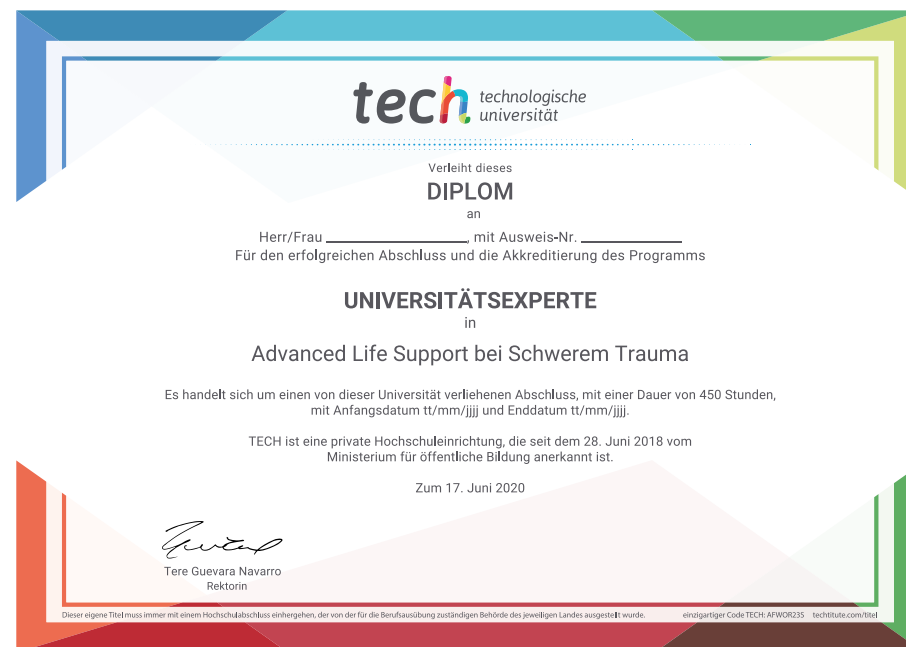 tech technologische
universität
Verleiht dieses
DIPLOM
an
Herr/Frau ____________, mit Ausweis-Nr. ____________
Für den erfolgreichen Abschluss und die Akkreditierung des Programms
UNIVERSITÄTSEXPERTE
in
Advanced Life Support bei Schwerem Trauma
Es handelt sich um einen von dieser Universität verliehenen Abschluss, mit einer Dauer von 450 Stunden,
mit Anfangsdatum tt/mm/jjjj und Enddatum tt/mm/jjjj.
TECH ist eine private Hochschuleinrichtung, die seit dem 28. Juni 2018 vom
Ministerium für öffentliche Bildung anerkannt ist.
Zum 17. Juni 2020
Tere Guevara Navarro
Rektorin
Dieser eigene Titel muss immer mit einem Hochschulabschluss einhergehen, der von der für die Berufsausübung zuständigen Behörde des jeweiligen Landes ausgestellt wurde. einzigartiger Code TECH: AFWOR23S techtitute.com/titel